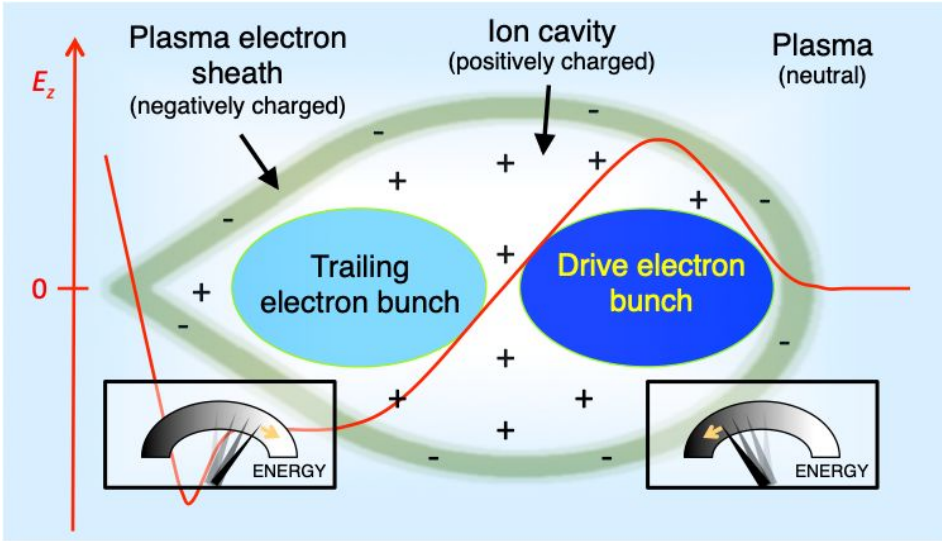 Plasma electron
sheath
(negatively charged)
Ion cavity
(positively charged)
Plasma
(neutral)
Ez
0
Trailing
electron bunch
Drive electron
bunch
ENERGY
ENERGY
+
+
+
+
+
+
+
+
+
+
-
-
-
-
-
-
-
-